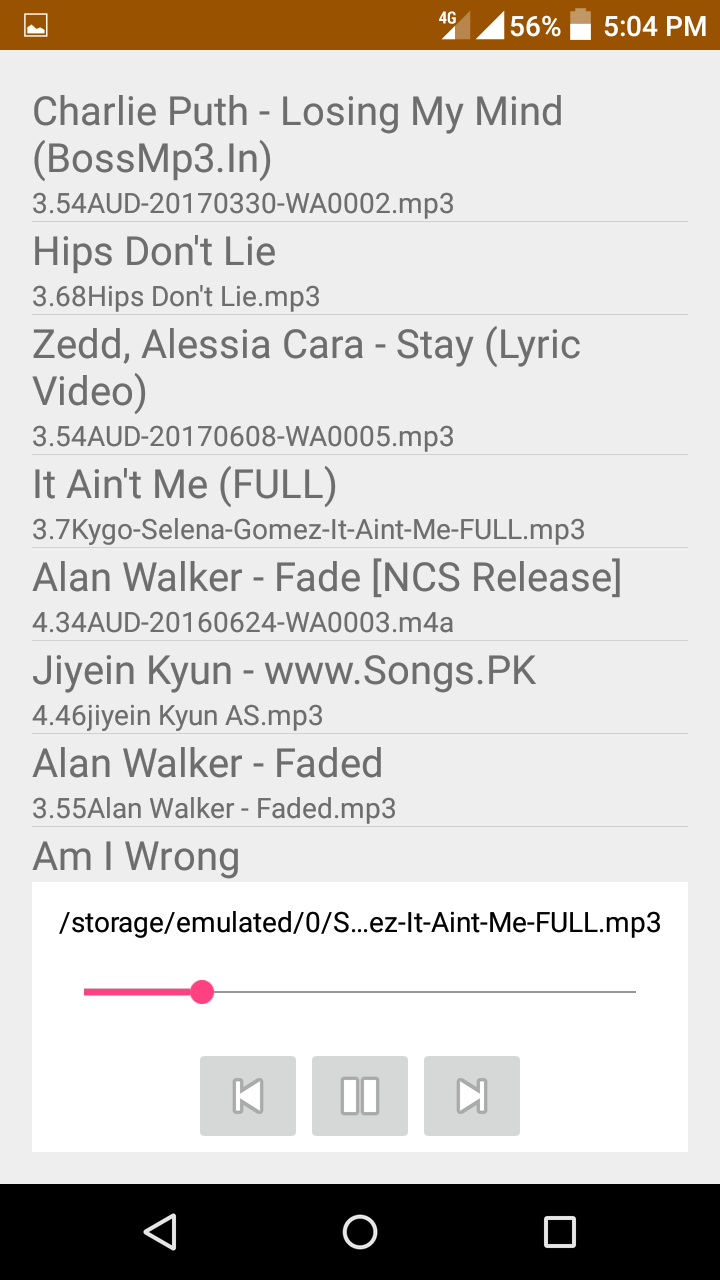 4G 56% 5:04 PM
Charlie Puth - Losing My Mind
(BossMp3.In)
3.54AUD-20170330-WA0002.mp3
Hips Don't Lie
3.68Hips Don't Lie.mp3
Zedd, Alessia Cara - Stay (Lyric
Video)
3.54AUD-20170608-WA0005.mp3
It Ain't Me (FULL)
3.7Kygo-Selena-Gomez-It-Aint-Me-FULL.mp3
Alan Walker - Fade [NCS Release]
4.34AUD-20160624-WA0003.m4a
Jiyein Kyun - www.Songs.PK
4.46jiyein Kyun AS.mp3
Alan Walker - Faded
3.55Alan Walker - Faded.mp3
Am I Wrong
/storage/emulated/0/S…ez-It-Aint-Me-FULL.mp3